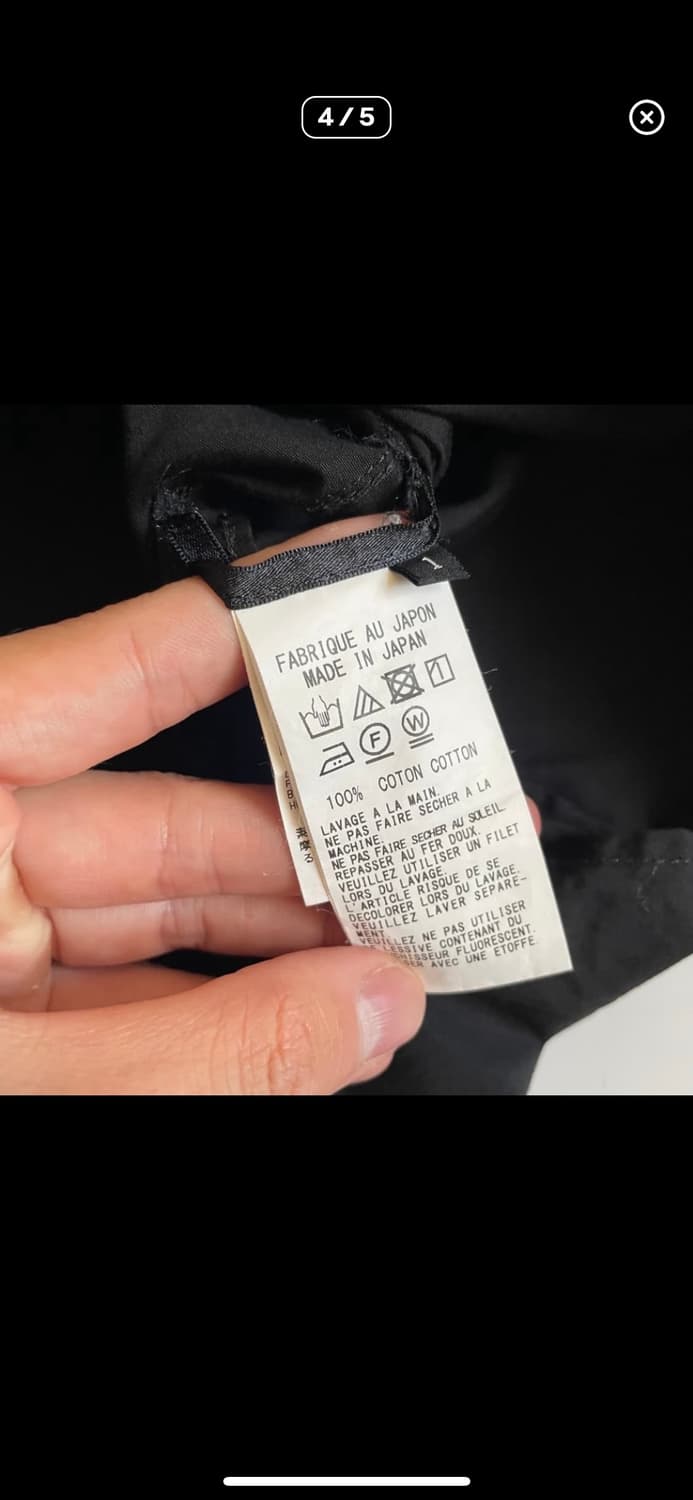 4/5
1
FABRIQUE AU JAPON
MADE IN JAPAN
F
W
100% COTON COTTON
LAVAGE A LA MAIN.
NE PAS FAIRE SECHER A LA
MACHINE.
NE PAS FAIRE SECHER AU SOLEIL.
REPASSER AU FER DOUX.
VEUILLEZ UTILISER UN FILET
LORS DU LAVAGE.
L'ARTICLE RISQUE DE SE
DECOLORER LORS DU LAVAGE.
VEUILLEZ LAVER SEPARE-
MENT.
VEUILLEZ NE PAS UTILISER
CONTENANT DU
FLUORESCENT.
AVEC UNE ETOFFE.